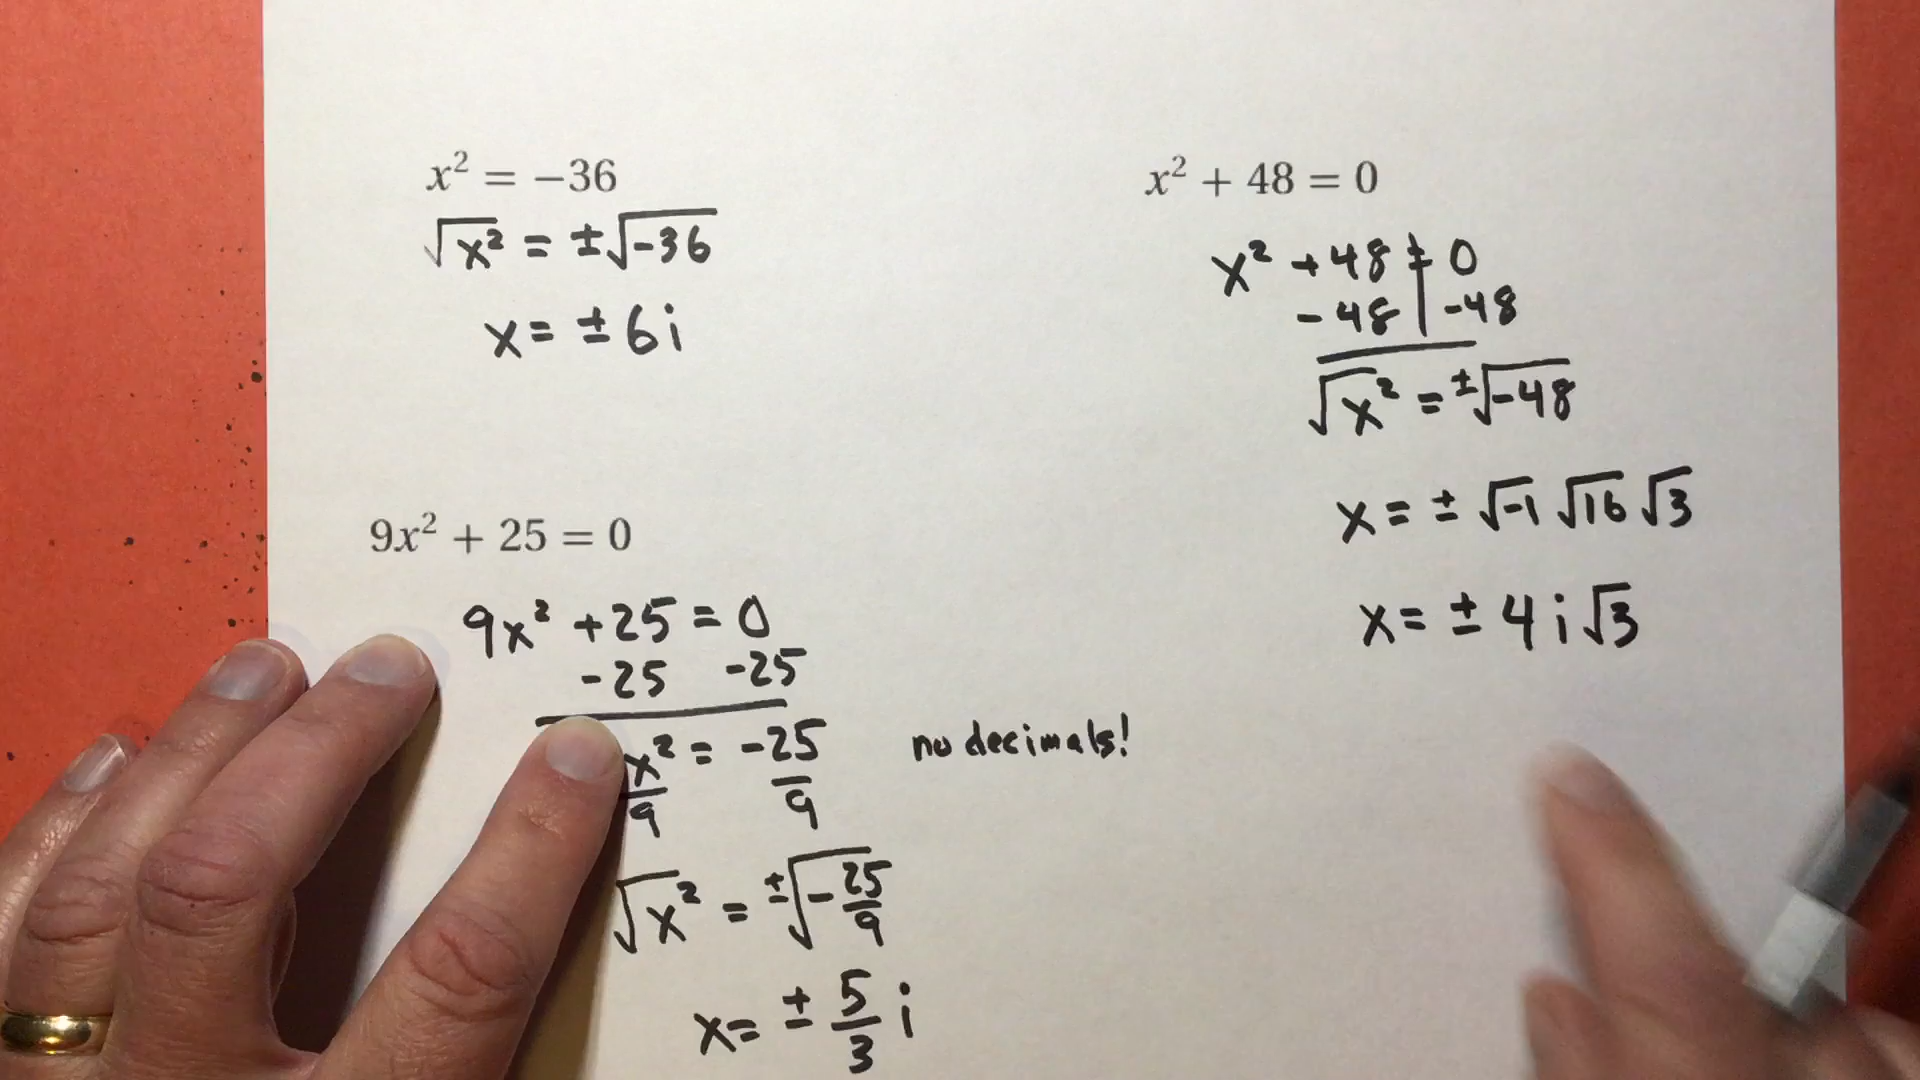 x² = −36
√x² = ±√-36
x = ± 6i
x² + 48 = 0
x² + 48 = 0
- 48 | -48
√x² = ±√-48
x = ± √-1 √16 √3
x = ± 4 i √3
9x² + 25 = 0
9x² + 25 = 0
-25 -25
x²/9 = -25/9
no decimals!
√x² = ±√-25/9
x = ± 5/3 i